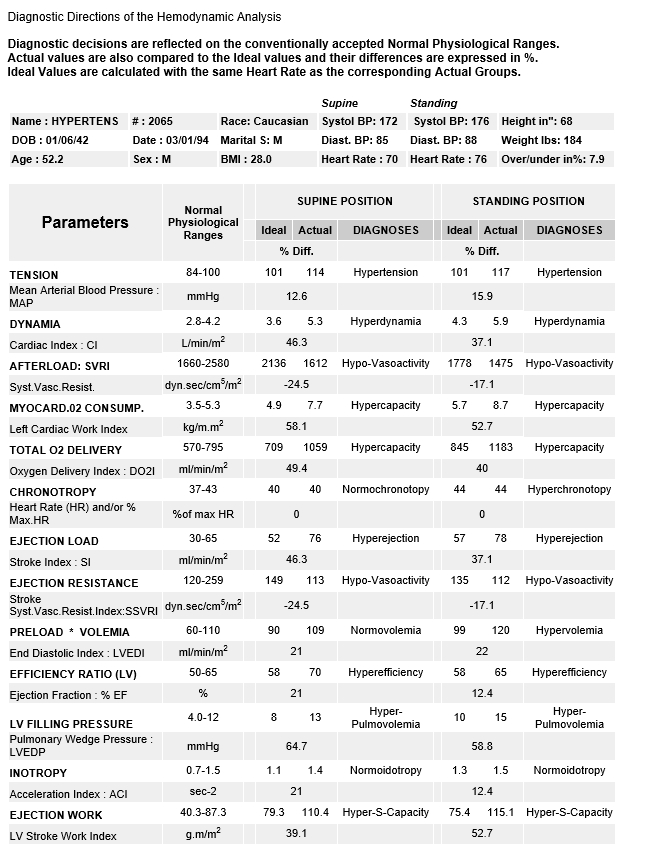 Diagnostic Directions of the Hemodynamic Analysis
Diagnostic decisions are reflected on the conventionally accepted Normal Physiological Ranges.
Actual values are also compared to the Ideal values and their differences are expressed in %.
Ideal Values are calculated with the same Heart Rate as the corresponding Actual Groups.
Supine Standing
Name : HYPERTENS # : 2065 Race: Caucasian Systol BP: 172 Systol BP: 176 Height in": 68
DOB : 01/06/42 Date : 03/01/94 Marital S: M Diast. BP: 85 Diast. BP: 88 Weight lbs: 184
Age : 52.2 Sex : M BMI : 28.0 Heart Rate : 70 Heart Rate : 76 Over/under in%: 7.9
Parameters Normal Physiological Ranges SUPINE POSITION STANDING POSITION
Ideal Actual DIAGNOSES Ideal Actual DIAGNOSES
% Diff. % Diff.
TENSION 84-100 101 114 Hypertension 101 117 Hypertension
Mean Arterial Blood Pressure : MAP mmHg 12.6 15.9
DYNAMIA 2.8-4.2 3.6 5.3 Hyperdynamia 4.3 5.9 Hyperdynamia
Cardiac Index : CI L/min/m² 46.3 37.1
AFTERLOAD: SVRI 1660-2580 2136 1612 Hypo-Vasoactivity 1778 1475 Hypo-Vasoactivity
Syst.Vasc.Resist. dyn.sec/cm⁵/m² -24.5 -17.1
MYOCARD.02 CONSUMP. 3.5-5.3 4.9 7.7 Hypercapacity 5.7 8.7 Hypercapacity
Left Cardiac Work Index kg/m.m² 58.1 52.7
TOTAL O2 DELIVERY 570-795 709 1059 Hypercapacity 845 1183 Hypercapacity
Oxygen Delivery Index : DO2I ml/min/m² 49.4 40
CHRONOTROPY 37-43 40 40 Normochronotopy 44 44 Hyperchronotopy
Heart Rate (HR) and/or % Max.HR %of max HR 0 0
EJECTION LOAD 30-65 52 76 Hyperejection 57 78 Hyperejection
Stroke Index : SI ml/min/m² 46.3 37.1
EJECTION RESISTANCE 120-259 149 113 Hypo-Vasoactivity 135 112 Hypo-Vasoactivity
Stroke Syst.Vasc.Resist.Index:SSVRI dyn.sec/cm⁵/m² -24.5 -17.1
PRELOAD * VOLEMIA 60-110 90 109 Normovolemia 99 120 Hypervolemia
End Diastolic Index : LVEDI ml/min/m² 21 22
EFFICIENCY RATIO (LV) 50-65 58 70 Hyperefficiency 58 65 Hyperefficiency
Ejection Fraction : % EF % 21 12.4
LV FILLING PRESSURE 4.0-12 8 13 Hyper-Pulmovolemia 10 15 Hyper-Pulmovolemia
Pulmonary Wedge Pressure : LVEDP mmHg 64.7 58.8
INOTROPY 0.7-1.5 1.1 1.4 Normoidotropy 1.3 1.5 Normoidotropy
Acceleration Index : ACI sec-2 21 12.4
EJECTION WORK 40.3-87.3 79.3 110.4 Hyper-S-Capacity 75.4 115.1 Hyper-S-Capacity
LV Stroke Work Index g.m/m² 39.1 52.7